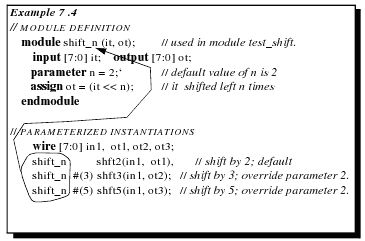 Example 7 .4
// MODULE DEFINITION
module shift_n (it, ot); // used in module test_shift.
input [7:0] it; output [7:0] ot;
parameter n = 2;‘ // default value of n is 2
assign ot = (it << n); // it shifted left n times
endmodule
// PARAMETERIZED INSTANTIATIONS
wire [7:0] in1, ot1, ot2, ot3;
shift_n shft2(in1, ot1), // shift by 2; default
shift_n #(3) shft3(in1, ot2); // shift by 3; override parameter 2.
shift_n #(5) shft5(in1, ot3); // shift by 5; override parameter 2.